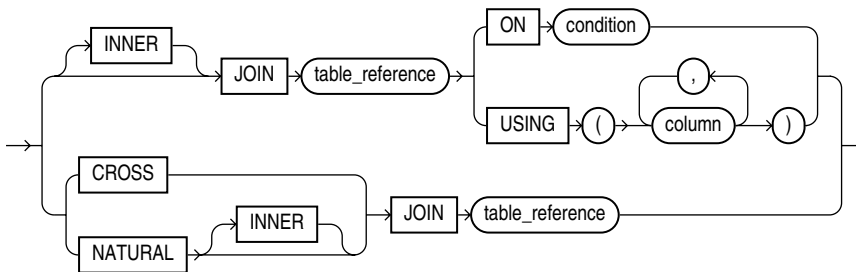 INNER
JOIN table_reference
ON condition
USING ( column , )
CROSS
NATURAL INNER
JOIN table_reference